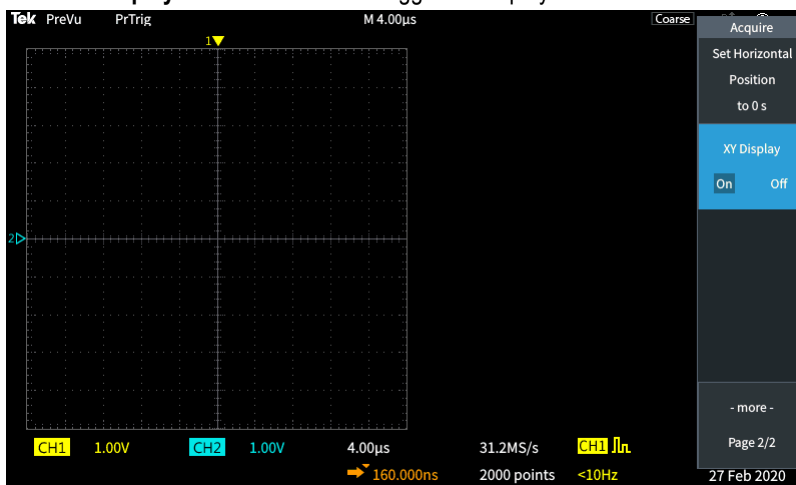 Tek PreVu PrTrig M 4.00µs Coarse
Acquire
1
Set Horizontal
Position
to 0 s
XY Display
On Off
2
- more -
Page 2/2
CH1 1.00V CH2 1.00V 4.00µs 31.2MS/s CH1
160.000ns 2000 points <10Hz 27 Feb 2020